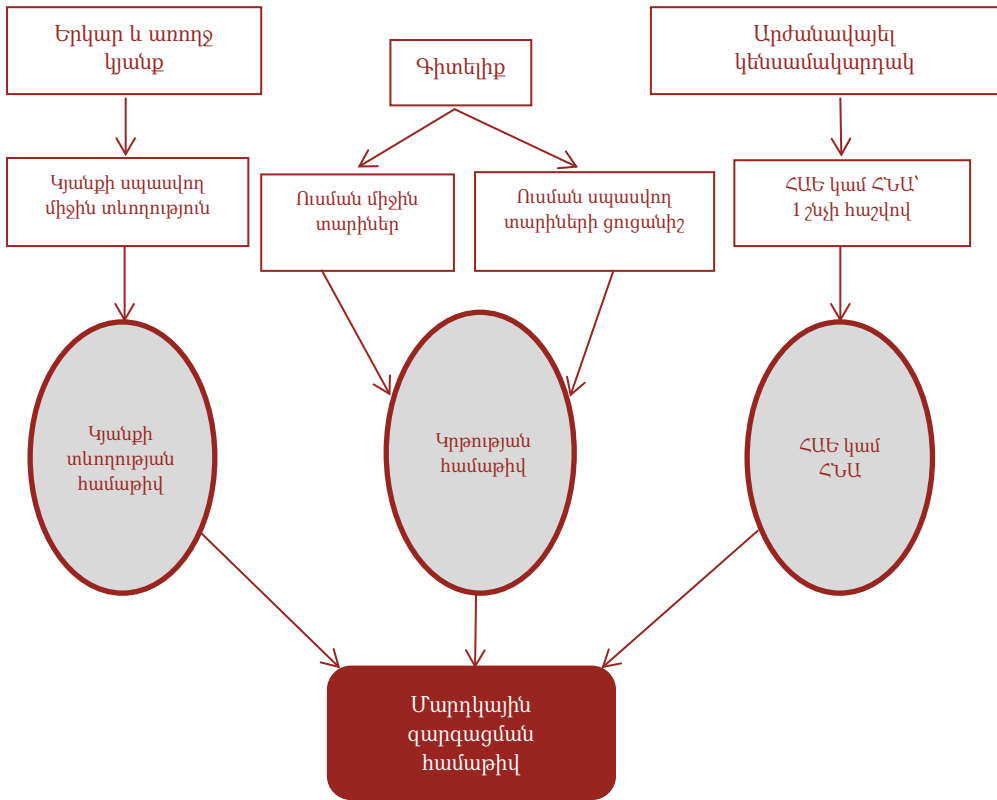 Երկար և առողջ
կյանք
Գիտելիք
Արժանավայել
կենսամակարդակ
Կյանքի սպասվող
միջին տևողություն
Ուսման միջին
տարիներ
Ուսման սպասվող
տարիների ցուցանիշ
ՀԱԵ կամ ՀՆԱ՝
1 շնչի հաշվով
Կյանքի
տևողության
համաթիվ
Կրթության
համաթիվ
ՀԱԵ կամ
ՀՆԱ
Մարդկային
զարգացման
համաթիվ